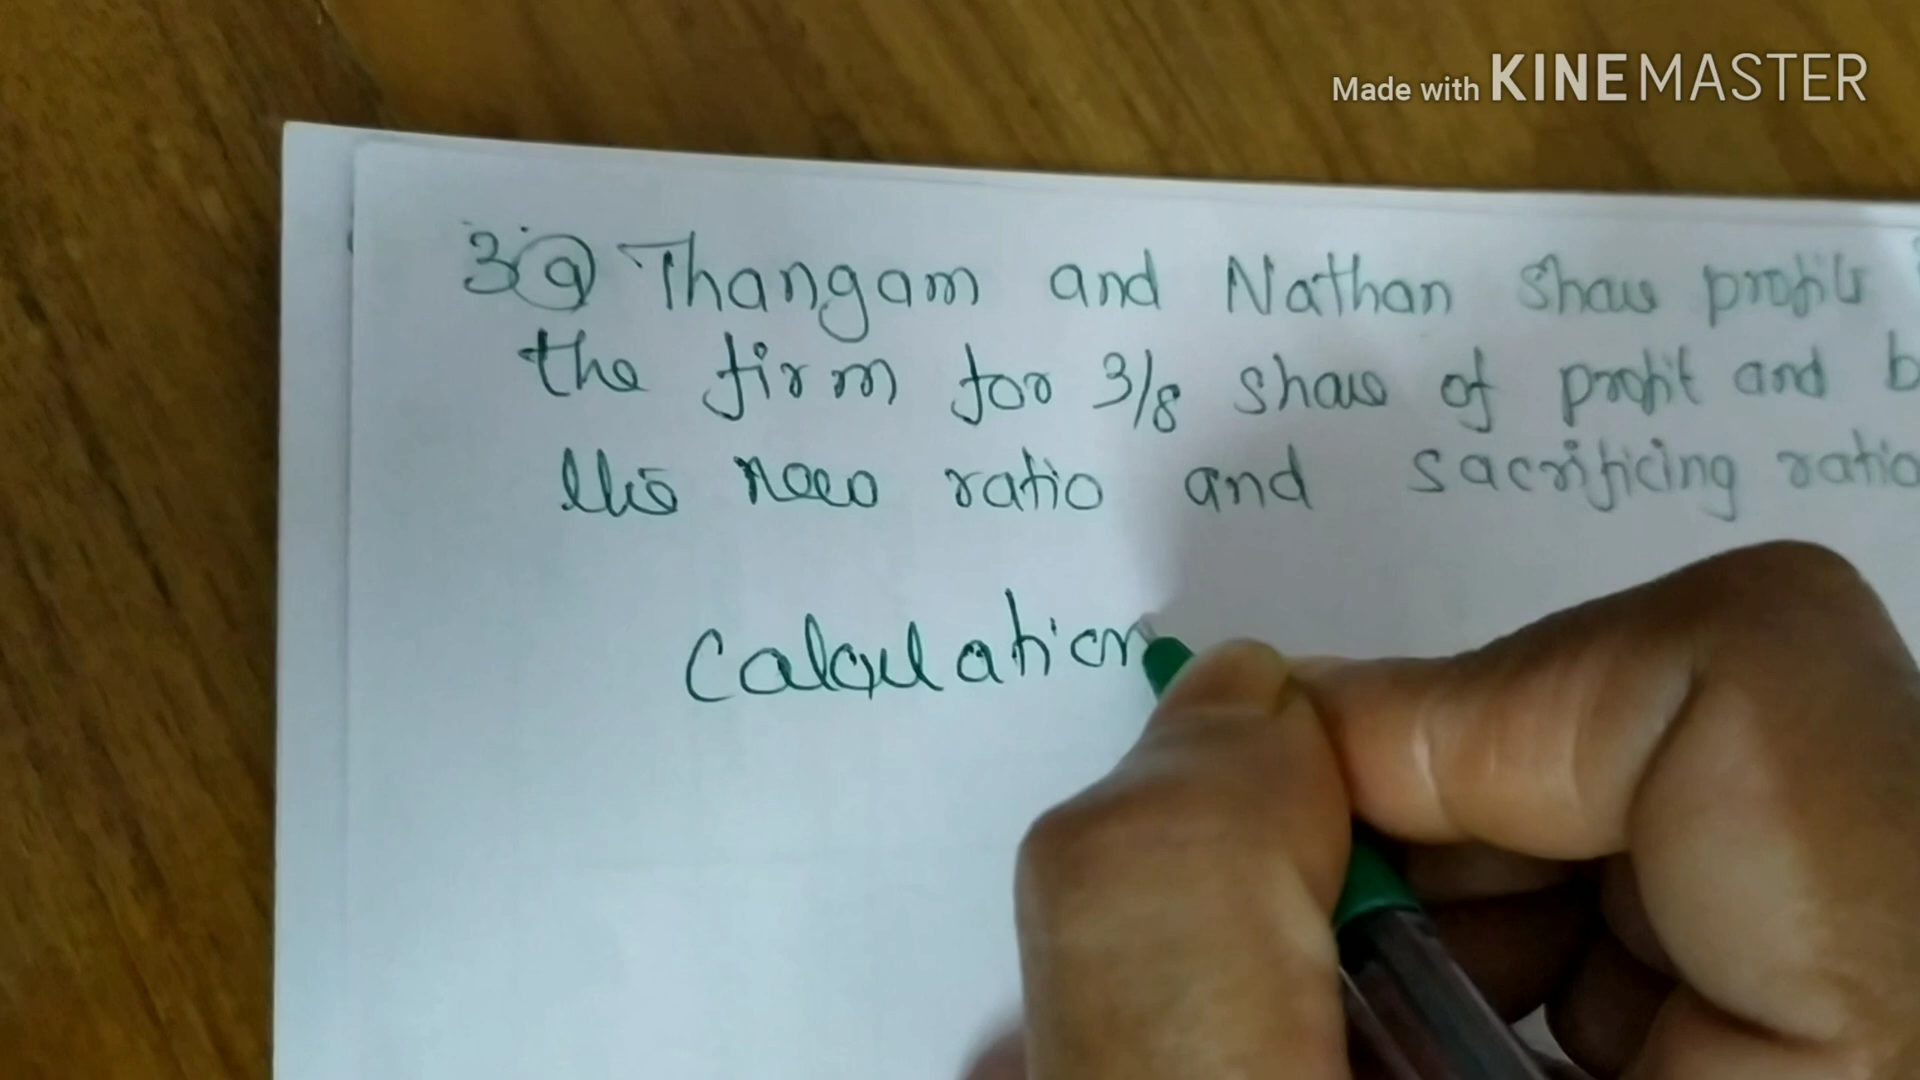 Made with KINEMASTER
3 a Thangam and Nathan Share profits
the firm for 3/8 share of profit and b
the new ratio and sacrificing ratio
Calculation